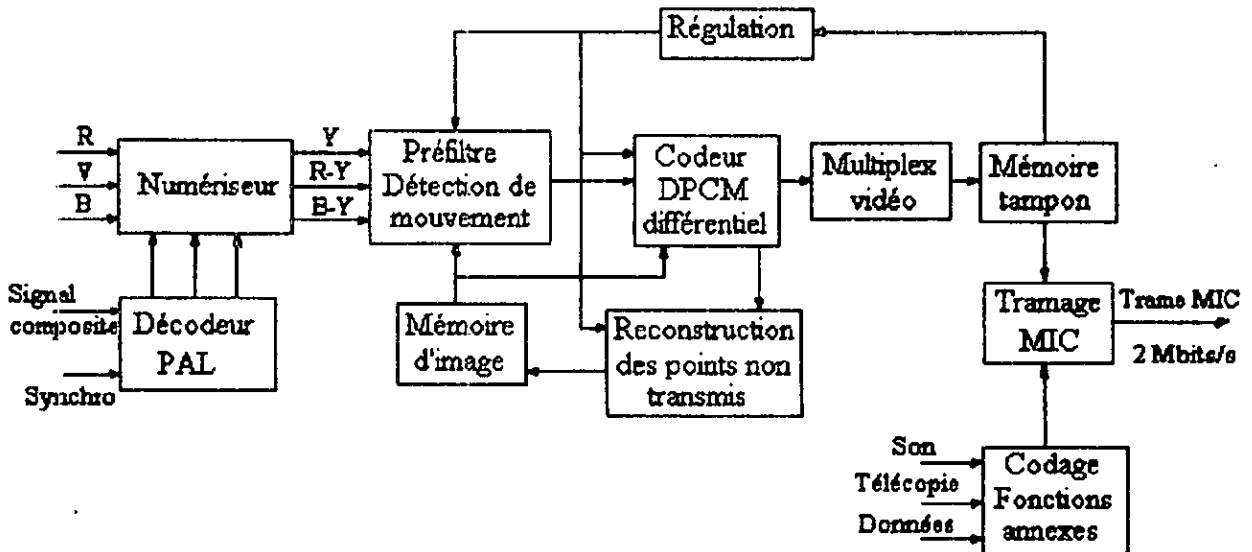 Régulation
R
V
B
Numériseur
Y
R-Y
B-Y
Préfiltre
Détection de
mouvement
Codeur
DPCM
différentiel
Multiplex
vidéo
Mémoire
tampon
Signal
composite
Synchro
Décodeur
PAL
Mémoire
d'image
Reconstruction
des points non
transmis
Tramage
MIC
Trame MIC
2 Mbits/s
Son
Télécopie
Données
Codage
Fonctions
annexes